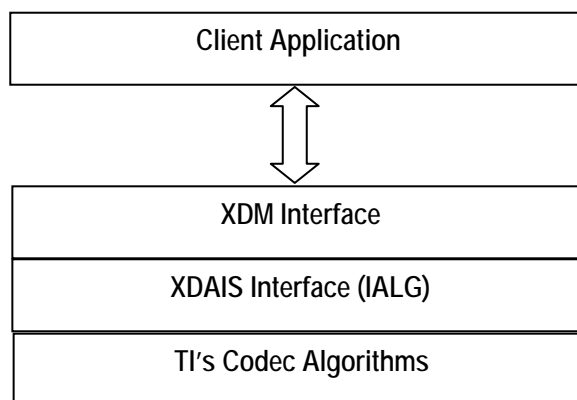 Client Application
XDM Interface
XDAIS Interface (IALG)
TI's Codec Algorithms